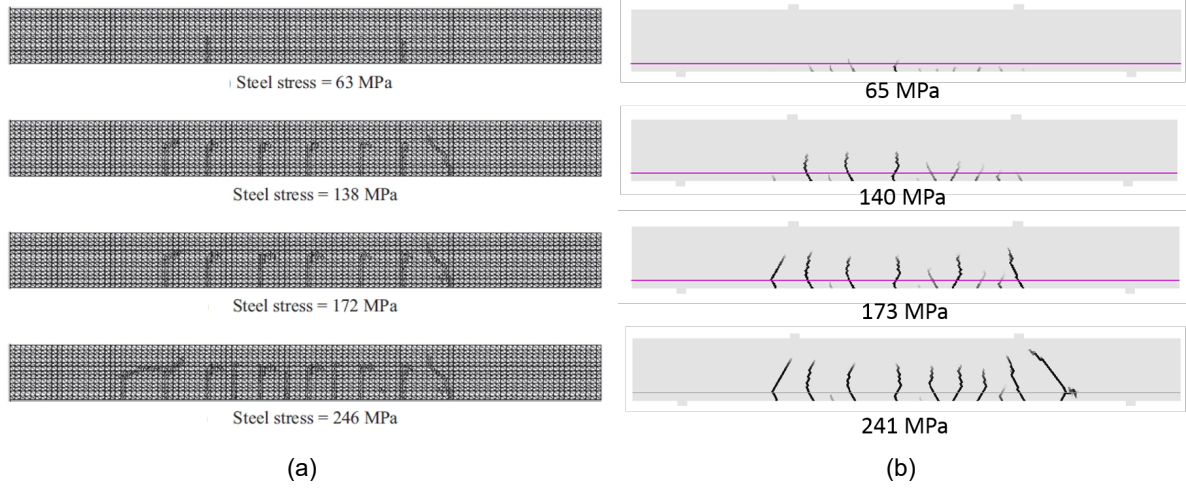 ) Steel stress = 63 MPa
65 MPa
Steel stress = 138 MPa
140 MPa
Steel stress = 172 MPa
173 MPa
Steel stress = 246 MPa
241 MPa
(a)
(b)